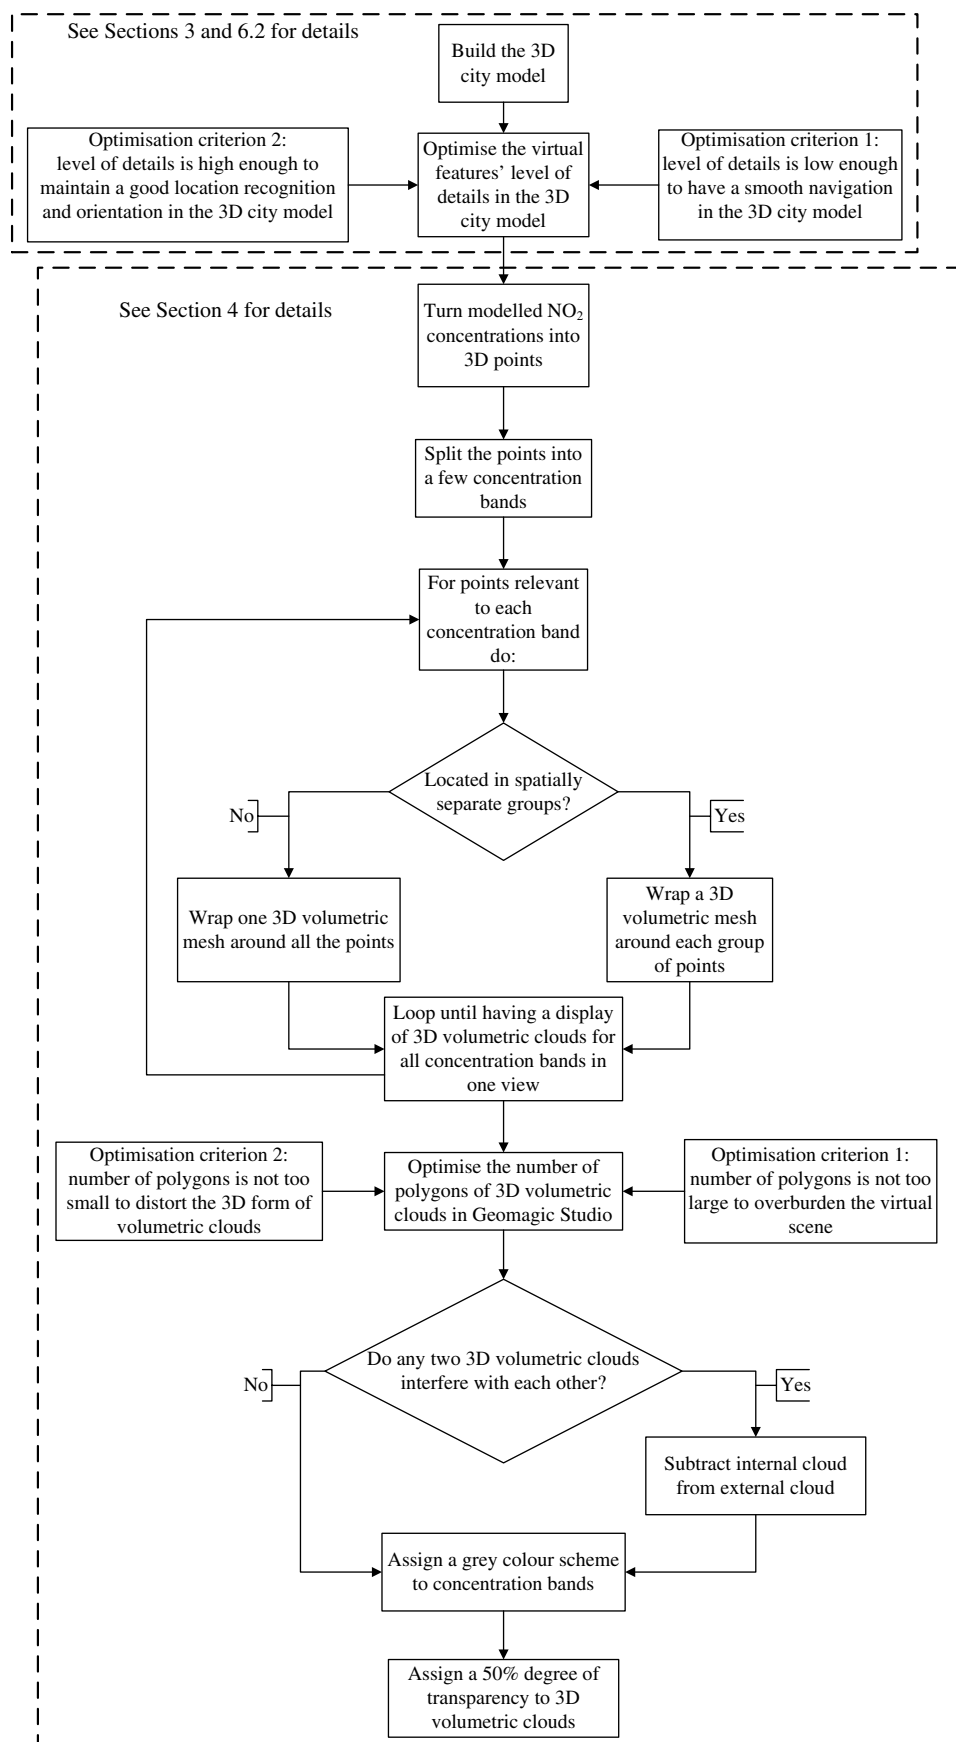 See Sections 3 and 6.2 for details
Build the 3D
city model
Optimisation criterion 2:
level of details is high enough to
maintain a good location recognition
and orientation in the 3D city model
Optimise the virtual
features’ level of
details in the 3D
city model
Optimisation criterion 1:
level of details is low enough
to have a smooth navigation
in the 3D city model
See Section 4 for details
Turn modelled NO₂
concentrations into
3D points
Split the points into
a few concentration
bands
For points relevant
to each
concentration band
do:
Located in spatially
separate groups?
No
Yes
Wrap one 3D volumetric
mesh around all the points
Wrap a 3D
volumetric mesh
around each group
of points
Loop until having a display
of 3D volumetric clouds for
all concentration bands in
one view
Optimisation criterion 2:
number of polygons is not too
small to distort the 3D form of
volumetric clouds
Optimise the number of
polygons of 3D volumetric
clouds in Geomagic Studio
Optimisation criterion 1:
number of polygons is not too
large to overburden the virtual
scene
Do any two 3D volumetric clouds
interfere with each other?
No
Yes
Subtract internal cloud
from external cloud
Assign a grey colour scheme
to concentration bands
Assign a 50% degree of
transparency to 3D
volumetric clouds